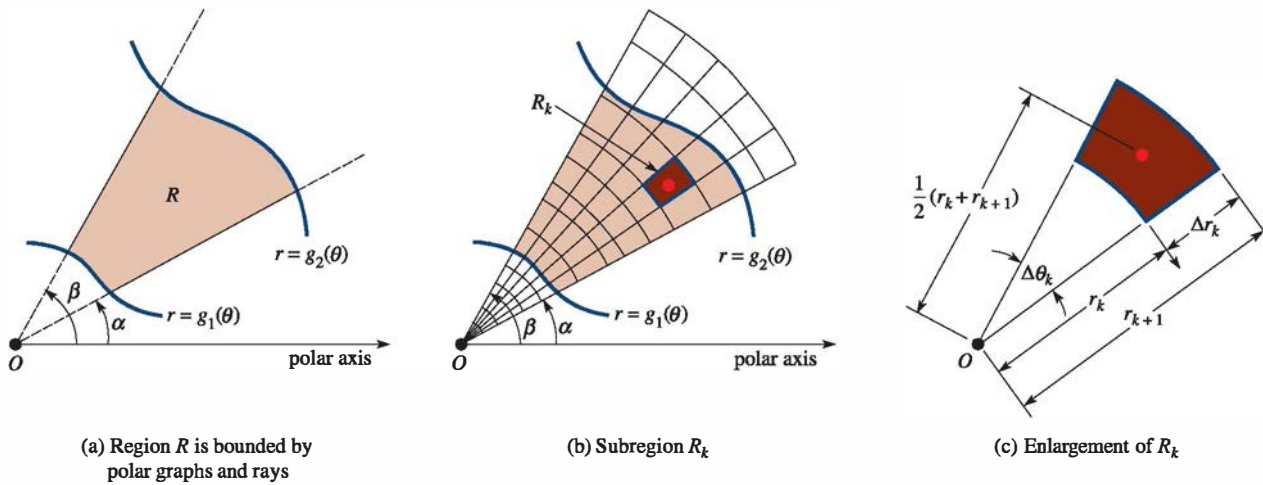 R
r = g₂(θ)
β
α
r = g₁(θ)
O
polar axis
(a) Region R is bounded by
polar graphs and rays
Rₖ
r = g₂(θ)
β
α
r = g₁(θ)
O
polar axis
(b) Subregion Rₖ
½(rₖ + rₖ₊₁)
Δrₖ
Δθₖ
rₖ
rₖ₊₁
O
(c) Enlargement of Rₖ